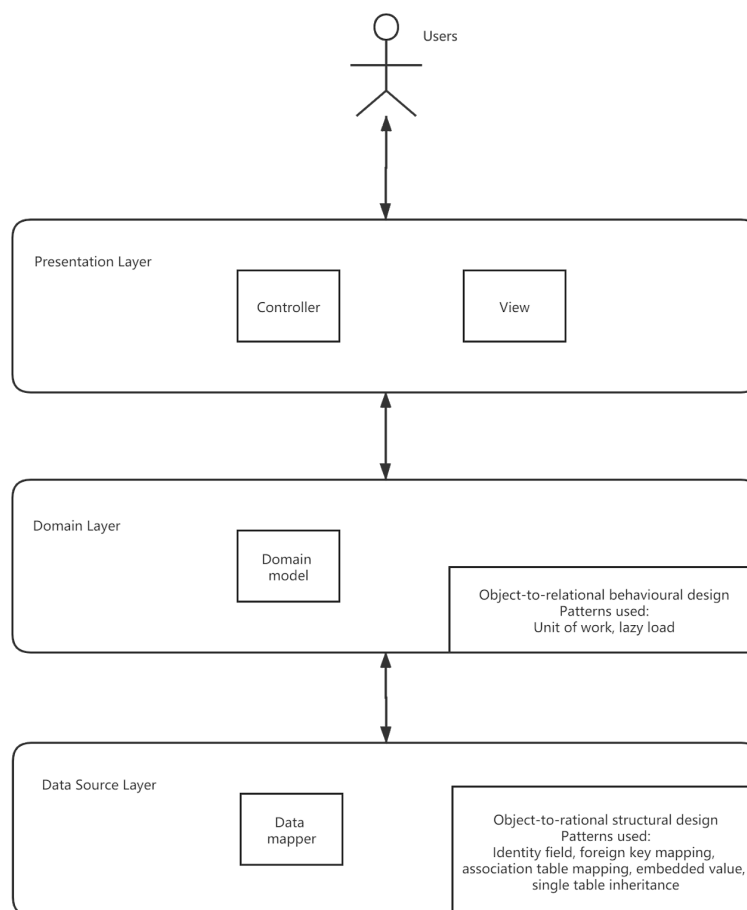 Users
Presentation Layer
Controller
View
Domain Layer
Domain
model
Object-to-relational behavioural design
Patterns used:
Unit of work, lazy load
Data Source Layer
Data
mapper
Object-to-rational structural design
Patterns used:
Identity field, foreign key mapping,
association table mapping, embedded value,
single table inheritance